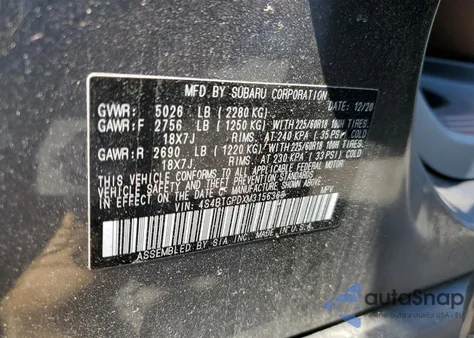 MFD. BY SUBARU CORPORATION
GVWR: 5026 LB (2280 KG) DATE: 12/20
GAWR:F 2756 LB (1250 KG) WITH 225/60R18 100H TIRES.
18X7J RIMS. AT 240 KPA (35 PSI) COLD
GAWR:R 2690 LB (1220 KG) WITH 225/60R18 100H TIRES.
18X7J RIMS. AT 230 KPA (33 PSI) COLD
THIS VEHICLE CONFORMS TO ALL APPLICABLE
FEDERAL MOTOR VEHICLE SAFETY STANDARDS
IN EFFECT ON THE DATE OF MANUFACTURE SHOWN
ABOVE.
VIN: 4S4BTGPDXM3156368 MPV
ASSEMBLED BY SIA INC. MADE IN U.S.A.
autoSnap